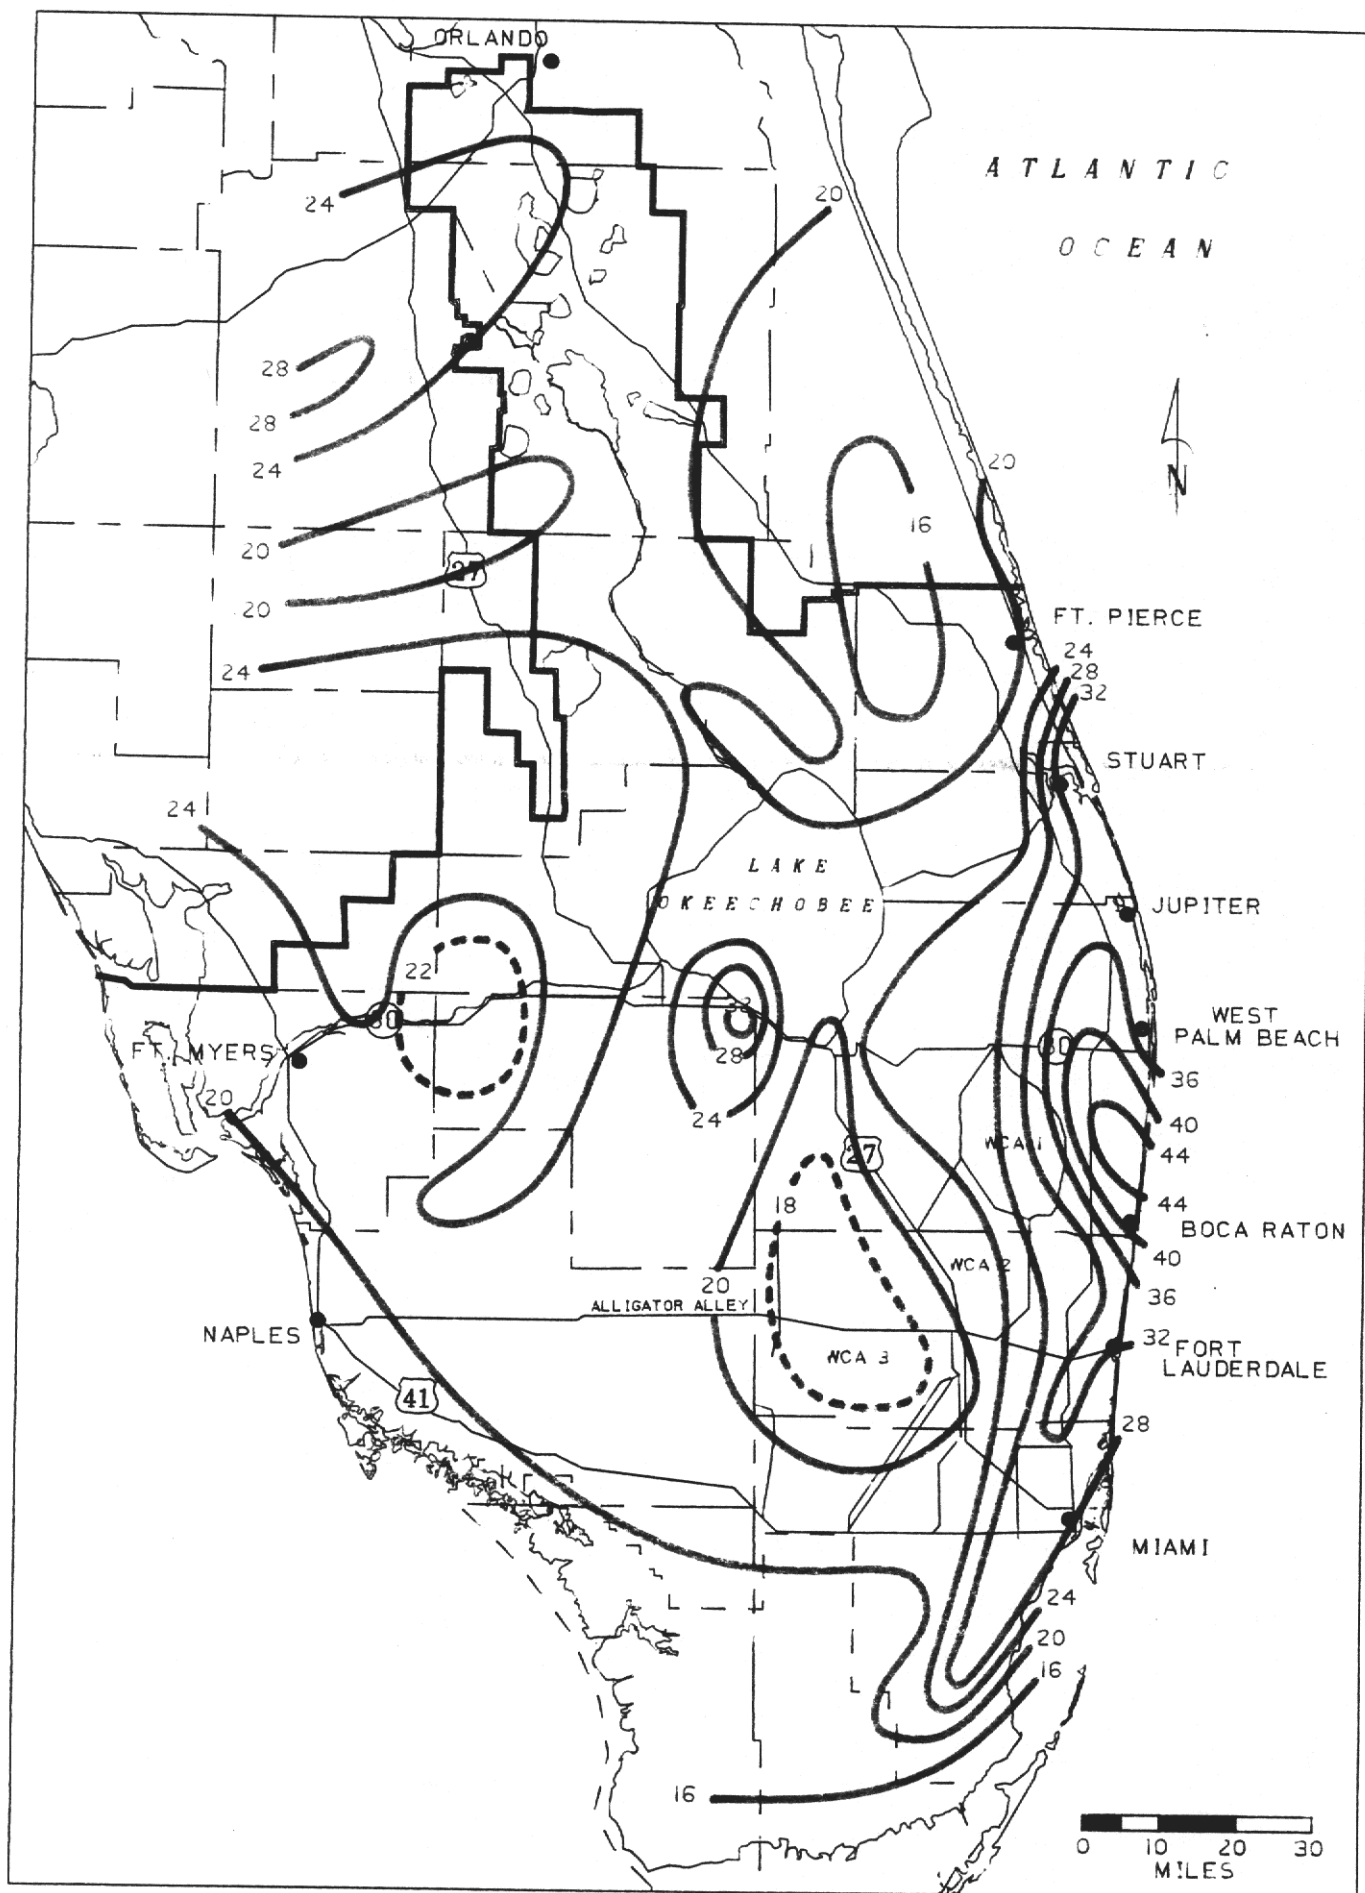 ORLANDO
ATLANTIC
OCEAN
24
20
28
28
24
20
N
16
20
27
20
FT. PIERCE
24
24
28
32
STUART
24
LAKE
OKEECHOBEE
JUPITER
22
80
28
WEST
PALM BEACH
80
FT. MYERS
36
20
24
40
WCA 1
27
44
18
44
BOCA RATON
WCA 2
40
20
36
ALLIGATOR ALLEY
NAPLES
32
FORT
LAUDERDALE
WCA 3
41
28
MIAMI
24
20
16
16
0 10 20 30
MILES